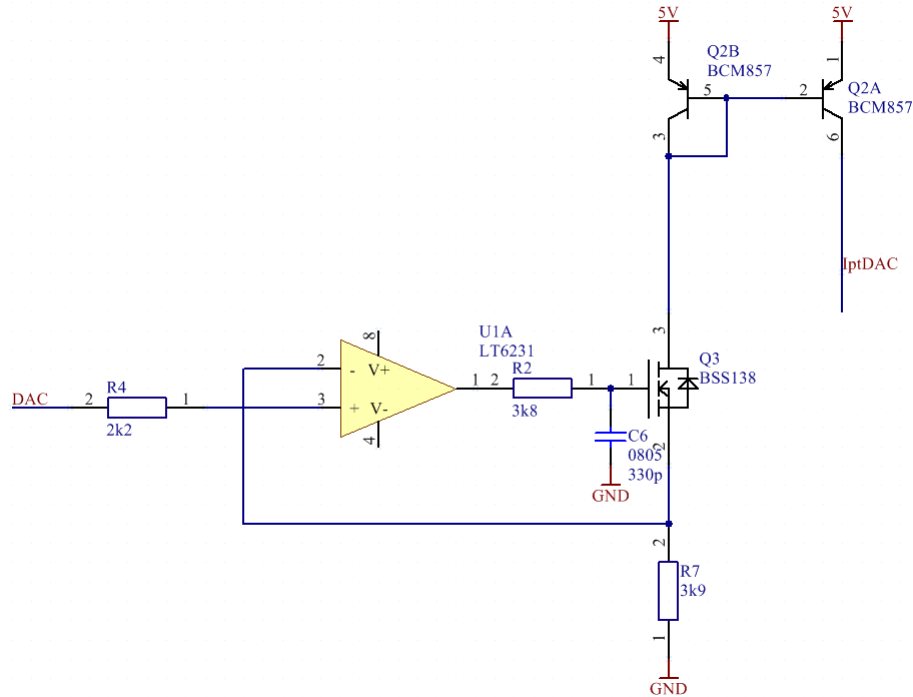 5V
5V
4
Q2B
BCM857
1
5
2
Q2A
BCM857
3
6
IptDAC
3
8
U1A
LT6231
2
- V+
R2
Q3
BSS138
DAC
2
R4
1
3
+ V-
1
2
1
1
2k2
4
3k8
C6
0805
330p
2
GND
2
R7
3k9
1
GND